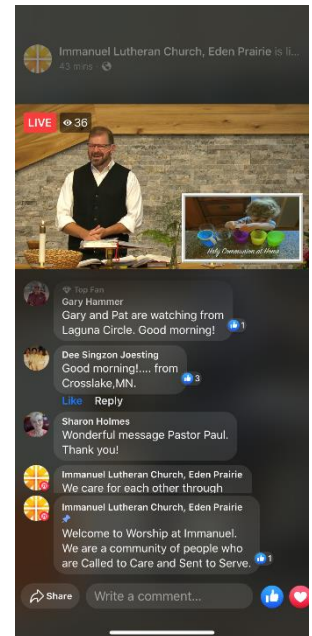 Immanuel Lutheran Church, Eden Prairie is li...
43 mins ·
LIVE 36
Holy Communion at Home
Top Fan
Gary Hammer
Gary and Pat are watching from
Laguna Circle. Good morning!
1
Dee Singzon Joesting
Good morning!.... from
Crosslake,MN.
3
Like Reply
Sharon Holmes
Wonderful message Pastor Paul.
Thank you!
Immanuel Lutheran Church, Eden Prairie
We care for each other through
Immanuel Lutheran Church, Eden Prairie
Welcome to Worship at Immanuel.
We are a community of people who
are Called to Care and Sent to Serve.
1
Share Write a comment...